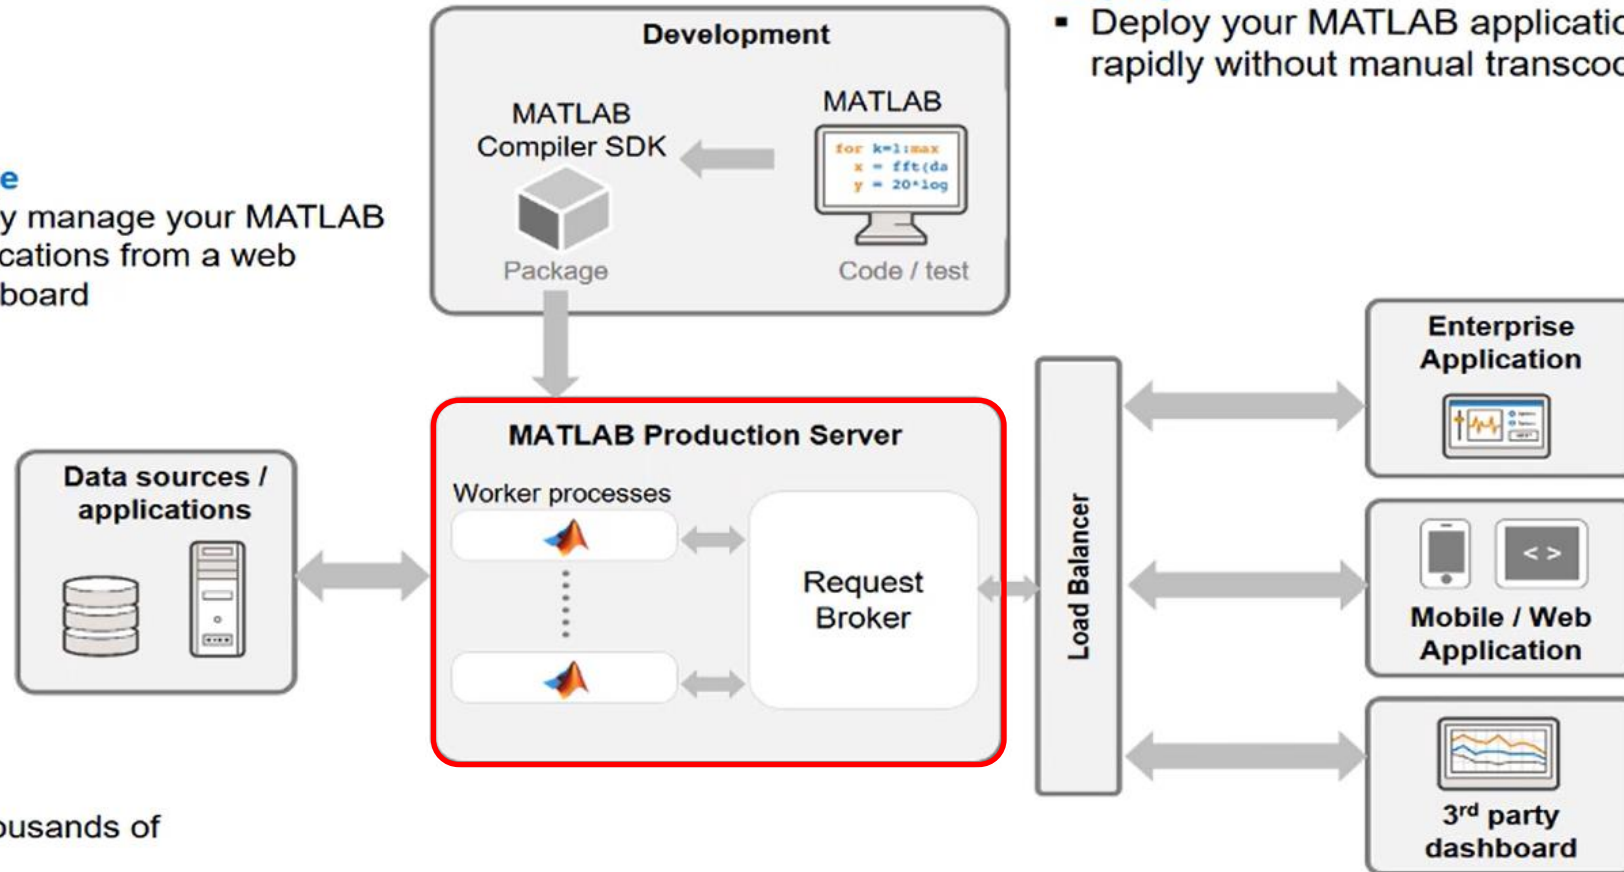 Development
▪ Deploy your MATLAB applicatio
rapidly without manual transcod
MATLAB
Compiler SDK
Package
MATLAB
for k=1:max
x = fft(da
y = 20*log
Code / test
e
y manage your MATLAB
cations from a web
board
Enterprise
Application
MATLAB Production Server
Data sources /
applications
Worker processes
Request
Broker
Load Balancer
< >
Mobile / Web
Application
3rd party
dashboard
ousands of